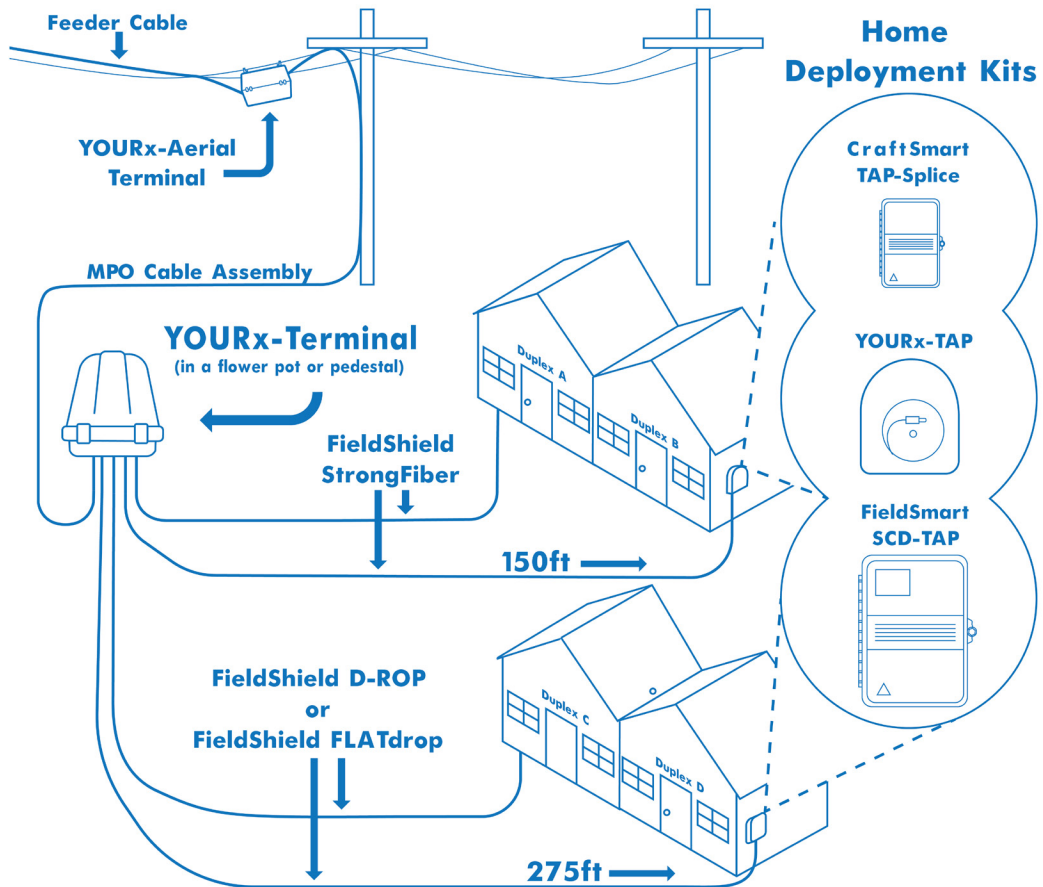 Feeder Cable
YOURx-Aerial
Terminal
MPO Cable Assembly
YOURx-Terminal
(in a flower pot or pedestal)
FieldShield
StrongFiber
150ft
Duplex A
Duplex B
FieldShield D-ROP
or
FieldShield FLATdrop
275ft
Duplex C
Duplex D
Home
Deployment Kits
CraftSmart
TAP-Splice
YOURx-TAP
FieldSmart
SCD-TAP